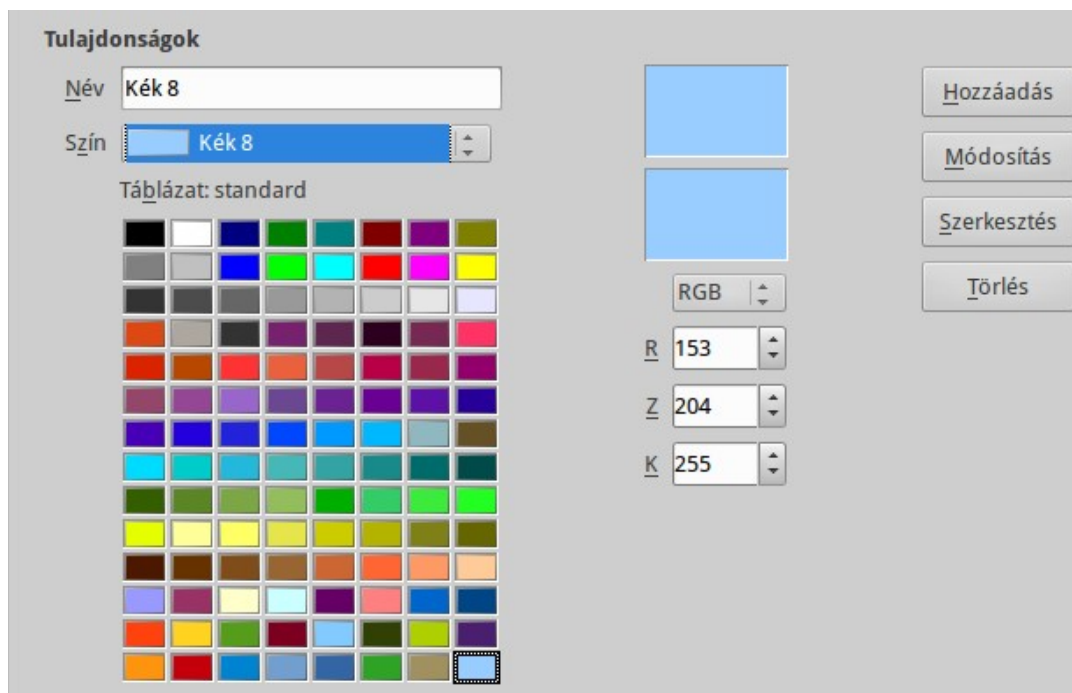 Tulajdonságok
Név Kék 8
Szín Kék 8
Táblázat: standard
RGB
R 153
Z 204
K 255
Hozzáadás
Módosítás
Szerkesztés
Törlés